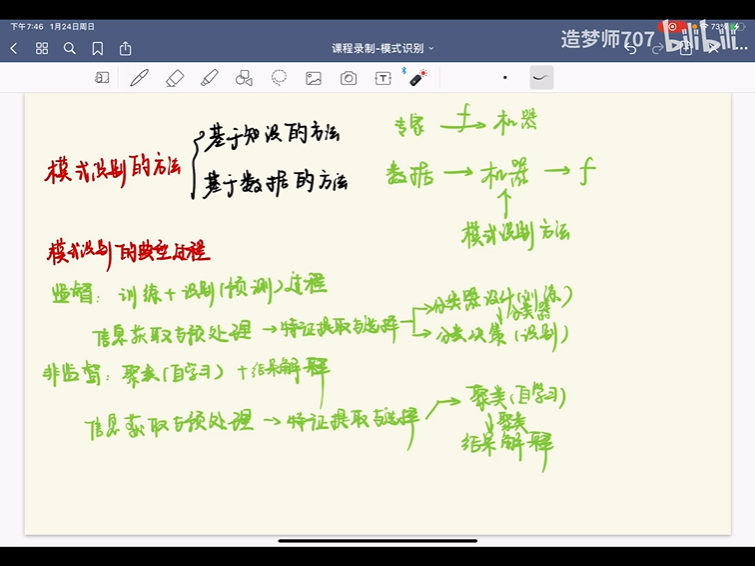 下午7:46 1月24日周日
73%
造梦师707 bilibili
课程录制-模式识别
模式识别的方法
基于知识的方法
基于数据的方法
专家 f→ 机器
数据 → 机器 → f
↑
模式识别方法
模式识别的典型过程
监督: 训练+识别(预测)过程
信息获取与预处理 → 特征提取与选择
→ 分类器设计(训练)
↓分类器
→ 分类决策(识别)
非监督: 聚类(自学习)+结果解释
信息获取与预处理 → 特征提取与选择
→ 聚类(自学习)
↓聚类
结果解释